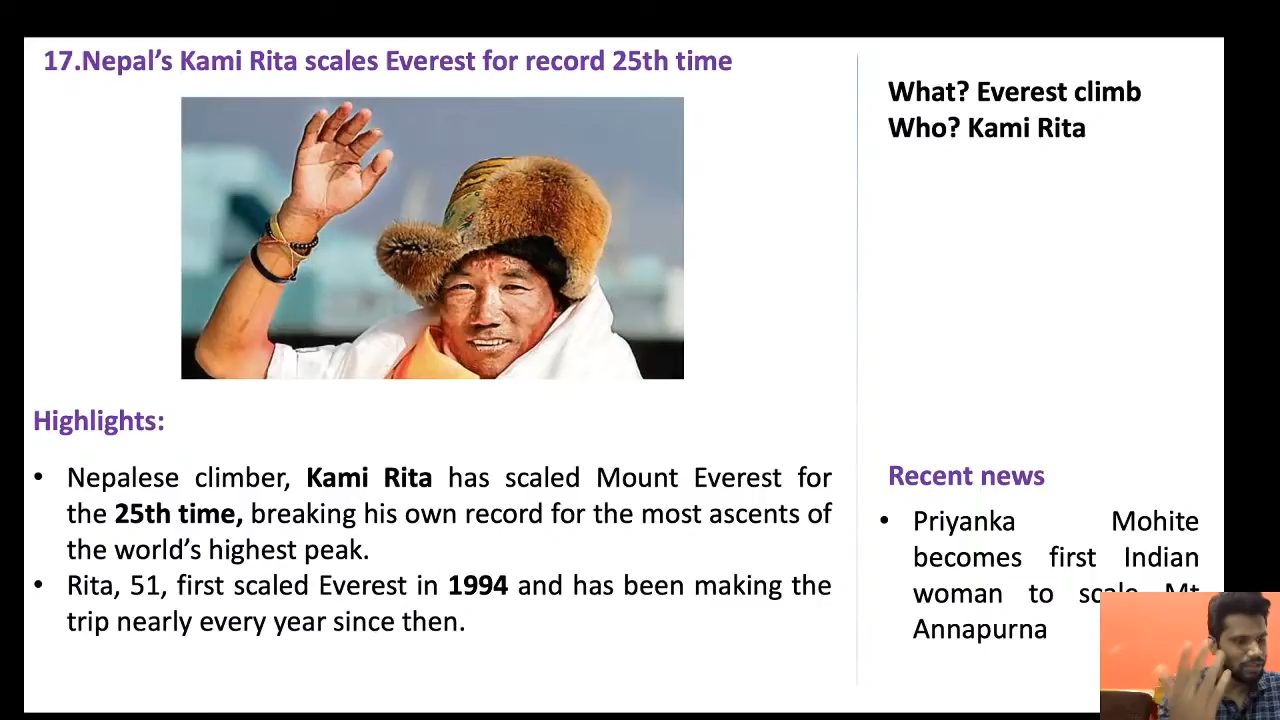 17.Nepal’s Kami Rita scales Everest for record 25th time
What? Everest climb
Who? Kami Rita
Highlights:
• Nepalese climber, Kami Rita has scaled Mount Everest for
the 25th time, breaking his own record for the most ascents of
the world’s highest peak.
• Rita, 51, first scaled Everest in 1994 and has been making the
trip nearly every year since then.
Recent news
• Priyanka Mohite
becomes first Indian
woman to scale Mt
Annapurna